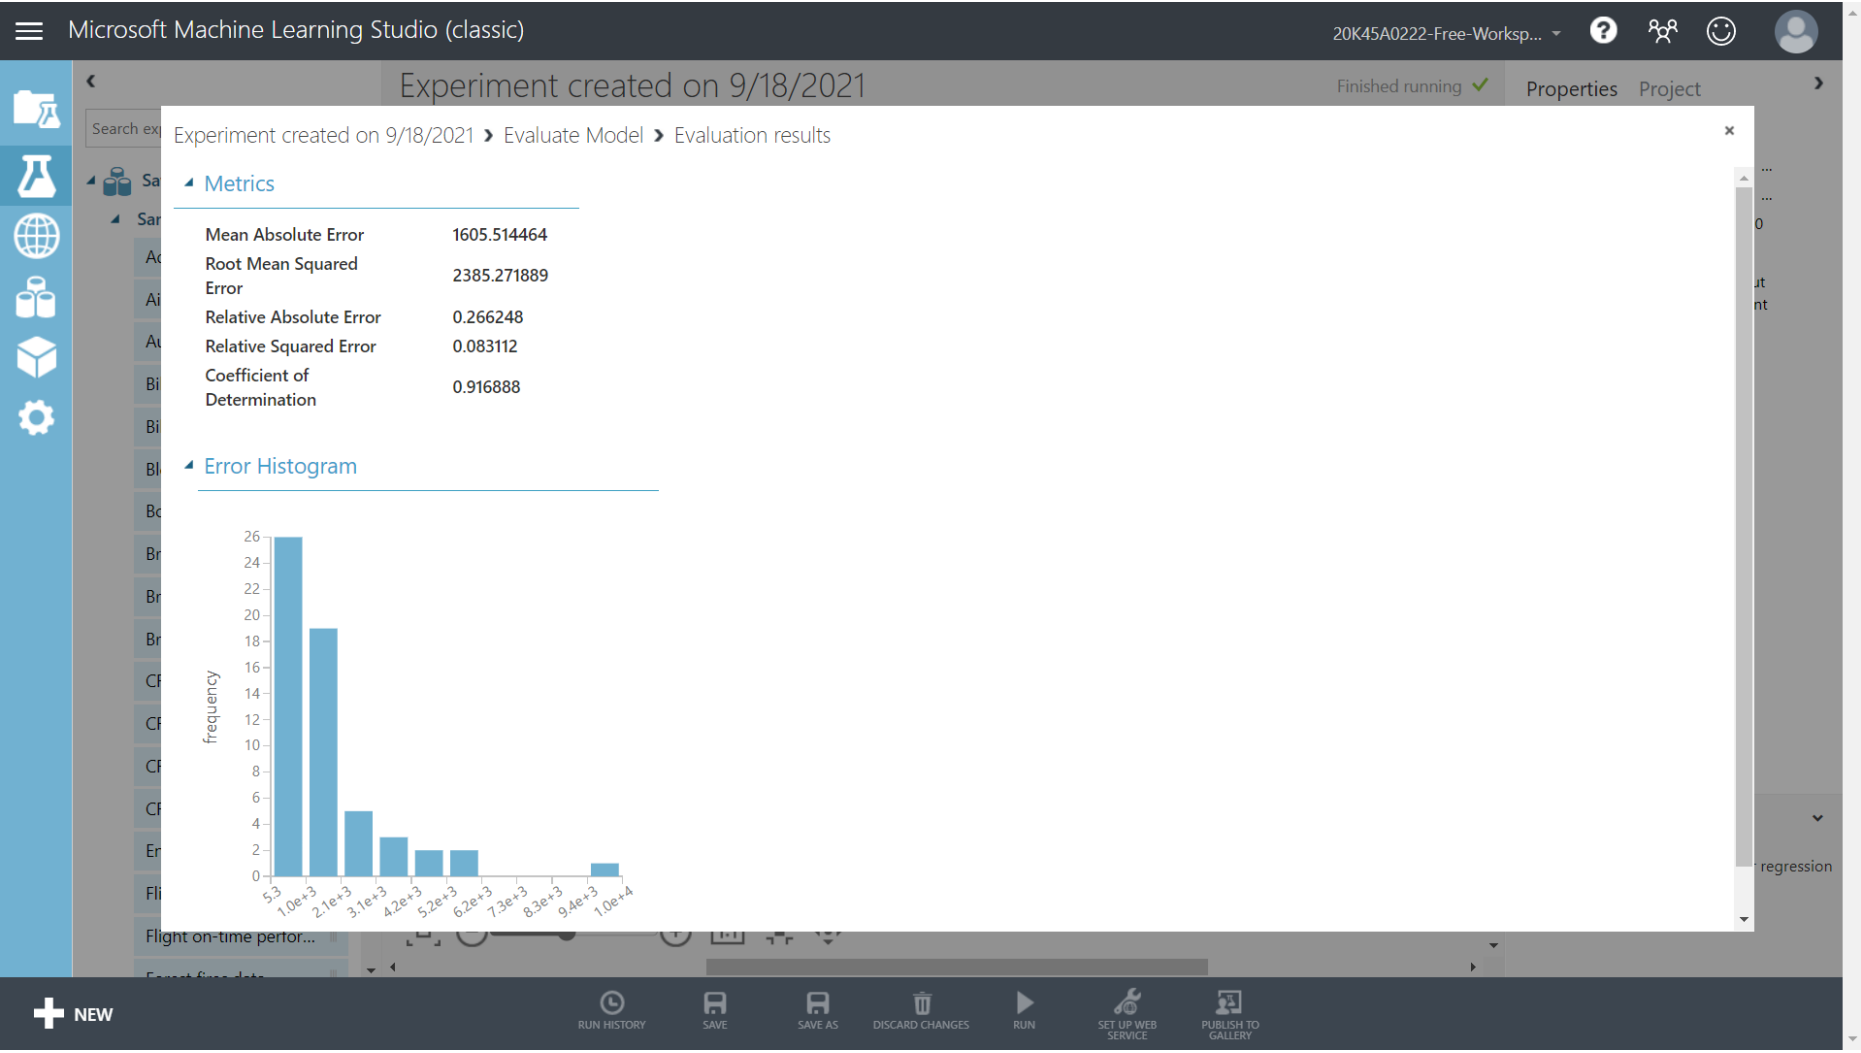 Microsoft Machine Learning Studio (classic)
20K45A0222-Free-Worksp...
Experiment created on 9/18/2021
Finished running
Properties Project
Search ex
Experiment created on 9/18/2021 › Evaluate Model › Evaluation results
Metrics
Mean Absolute Error 1605.514464
Root Mean Squared
Error
2385.271889
Relative Absolute Error 0.266248
Relative Squared Error 0.083112
Coefficient of
Determination
0.916888
Error Histogram
26
24
22
20
18
16
14
12
10
8
6
4
2
0
frequency
5.3 1.0e+3 2.1e+3 3.1e+3 4.2e+3 5.2e+3 6.2e+3 7.3e+3 8.3e+3 9.4e+3 1.0e+4
regression
Flight on-time perfor...
NEW
RUN HISTORY
SAVE
SAVE AS
DISCARD CHANGES
RUN
SET UP WEB
SERVICE
PUBLISH TO
GALLERY